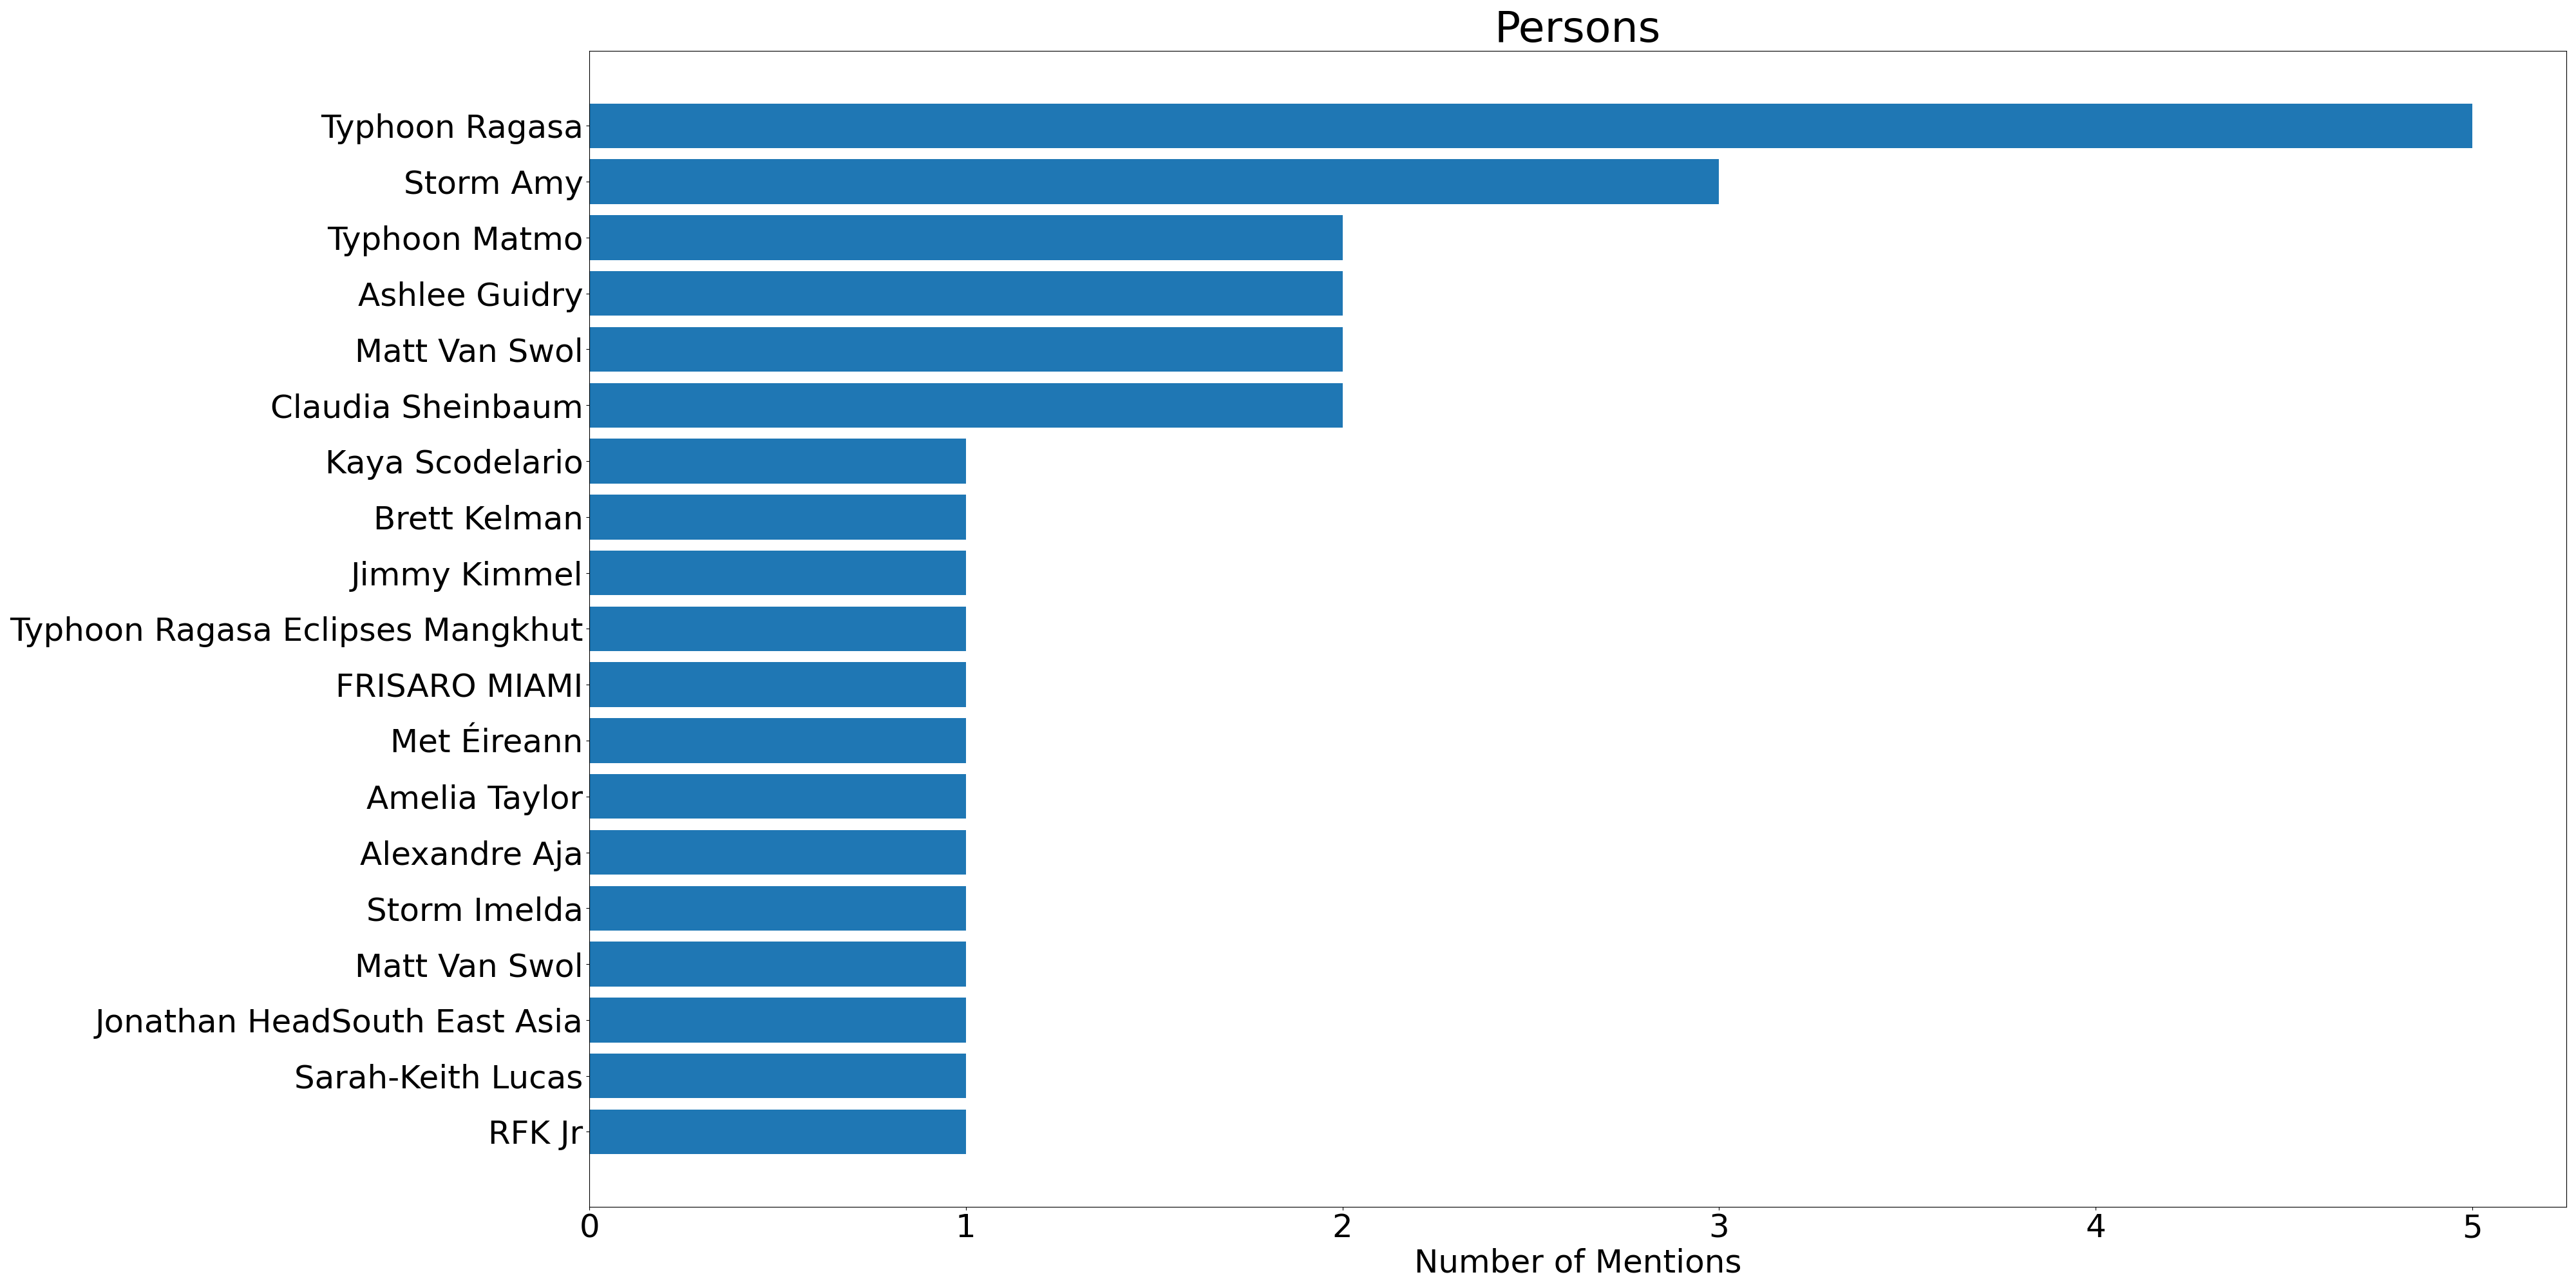 Persons
Typhoon Ragasa
Storm Amy
Typhoon Matmo
Ashlee Guidry
Matt Van Swol
Claudia Sheinbaum
Kaya Scodelario
Brett Kelman
Jimmy Kimmel
Typhoon Ragasa Eclipses Mangkhut
FRISARO MIAMI
Met Éireann
Amelia Taylor
Alexandre Aja
Storm Imelda
Matt Van Swol
Jonathan HeadSouth East Asia
Sarah-Keith Lucas
RFK Jr
0 1 2 3 4 5
Number of Mentions